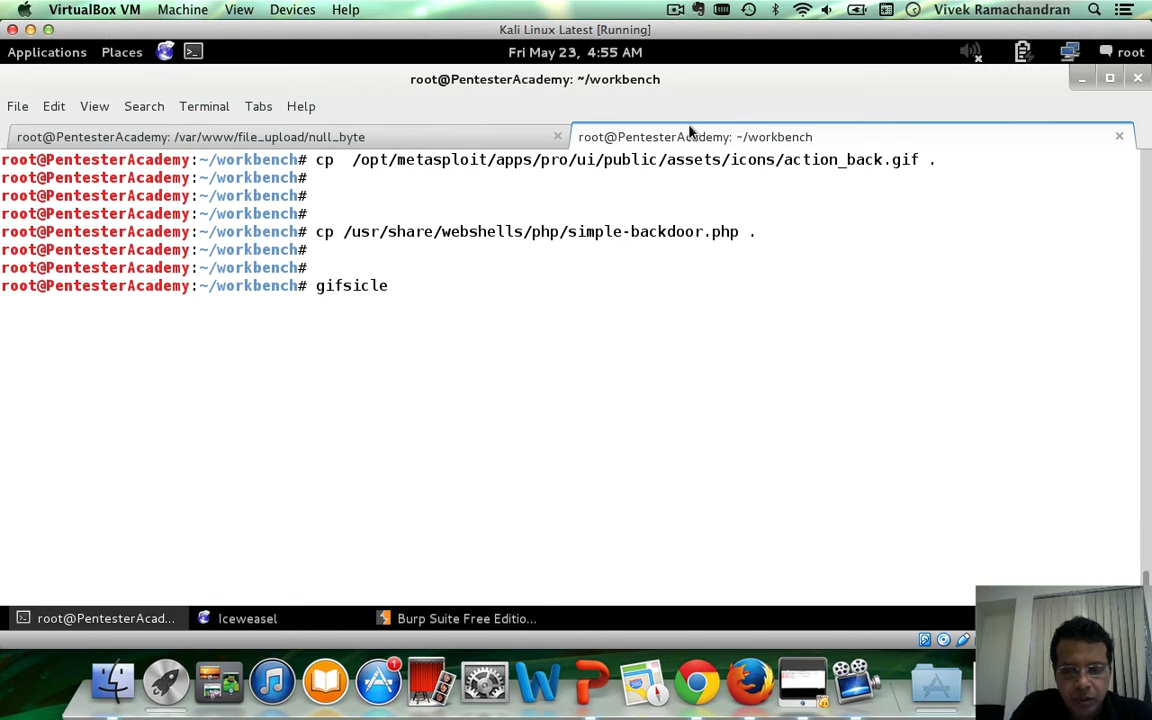 VirtualBox VM Machine View Devices Help Vivek Ramachandran
Kali Linux Latest [Running]
Applications Places Fri May 23, 4:55 AM root
root@PentesterAcademy: ~/workbench
File Edit View Search Terminal Tabs Help
root@PentesterAcademy: /var/www/file_upload/null_byte root@PentesterAcademy: ~/workbench
root@PentesterAcademy:~/workbench# cp  /opt/metasploit/apps/pro/ui/public/assets/icons/action_back.gif .
root@PentesterAcademy:~/workbench#
root@PentesterAcademy:~/workbench#
root@PentesterAcademy:~/workbench#
root@PentesterAcademy:~/workbench# cp /usr/share/webshells/php/simple-backdoor.php .
root@PentesterAcademy:~/workbench#
root@PentesterAcademy:~/workbench#
root@PentesterAcademy:~/workbench# gifsicle
root@PentesterAcad... Iceweasel Burp Suite Free Editio...
1